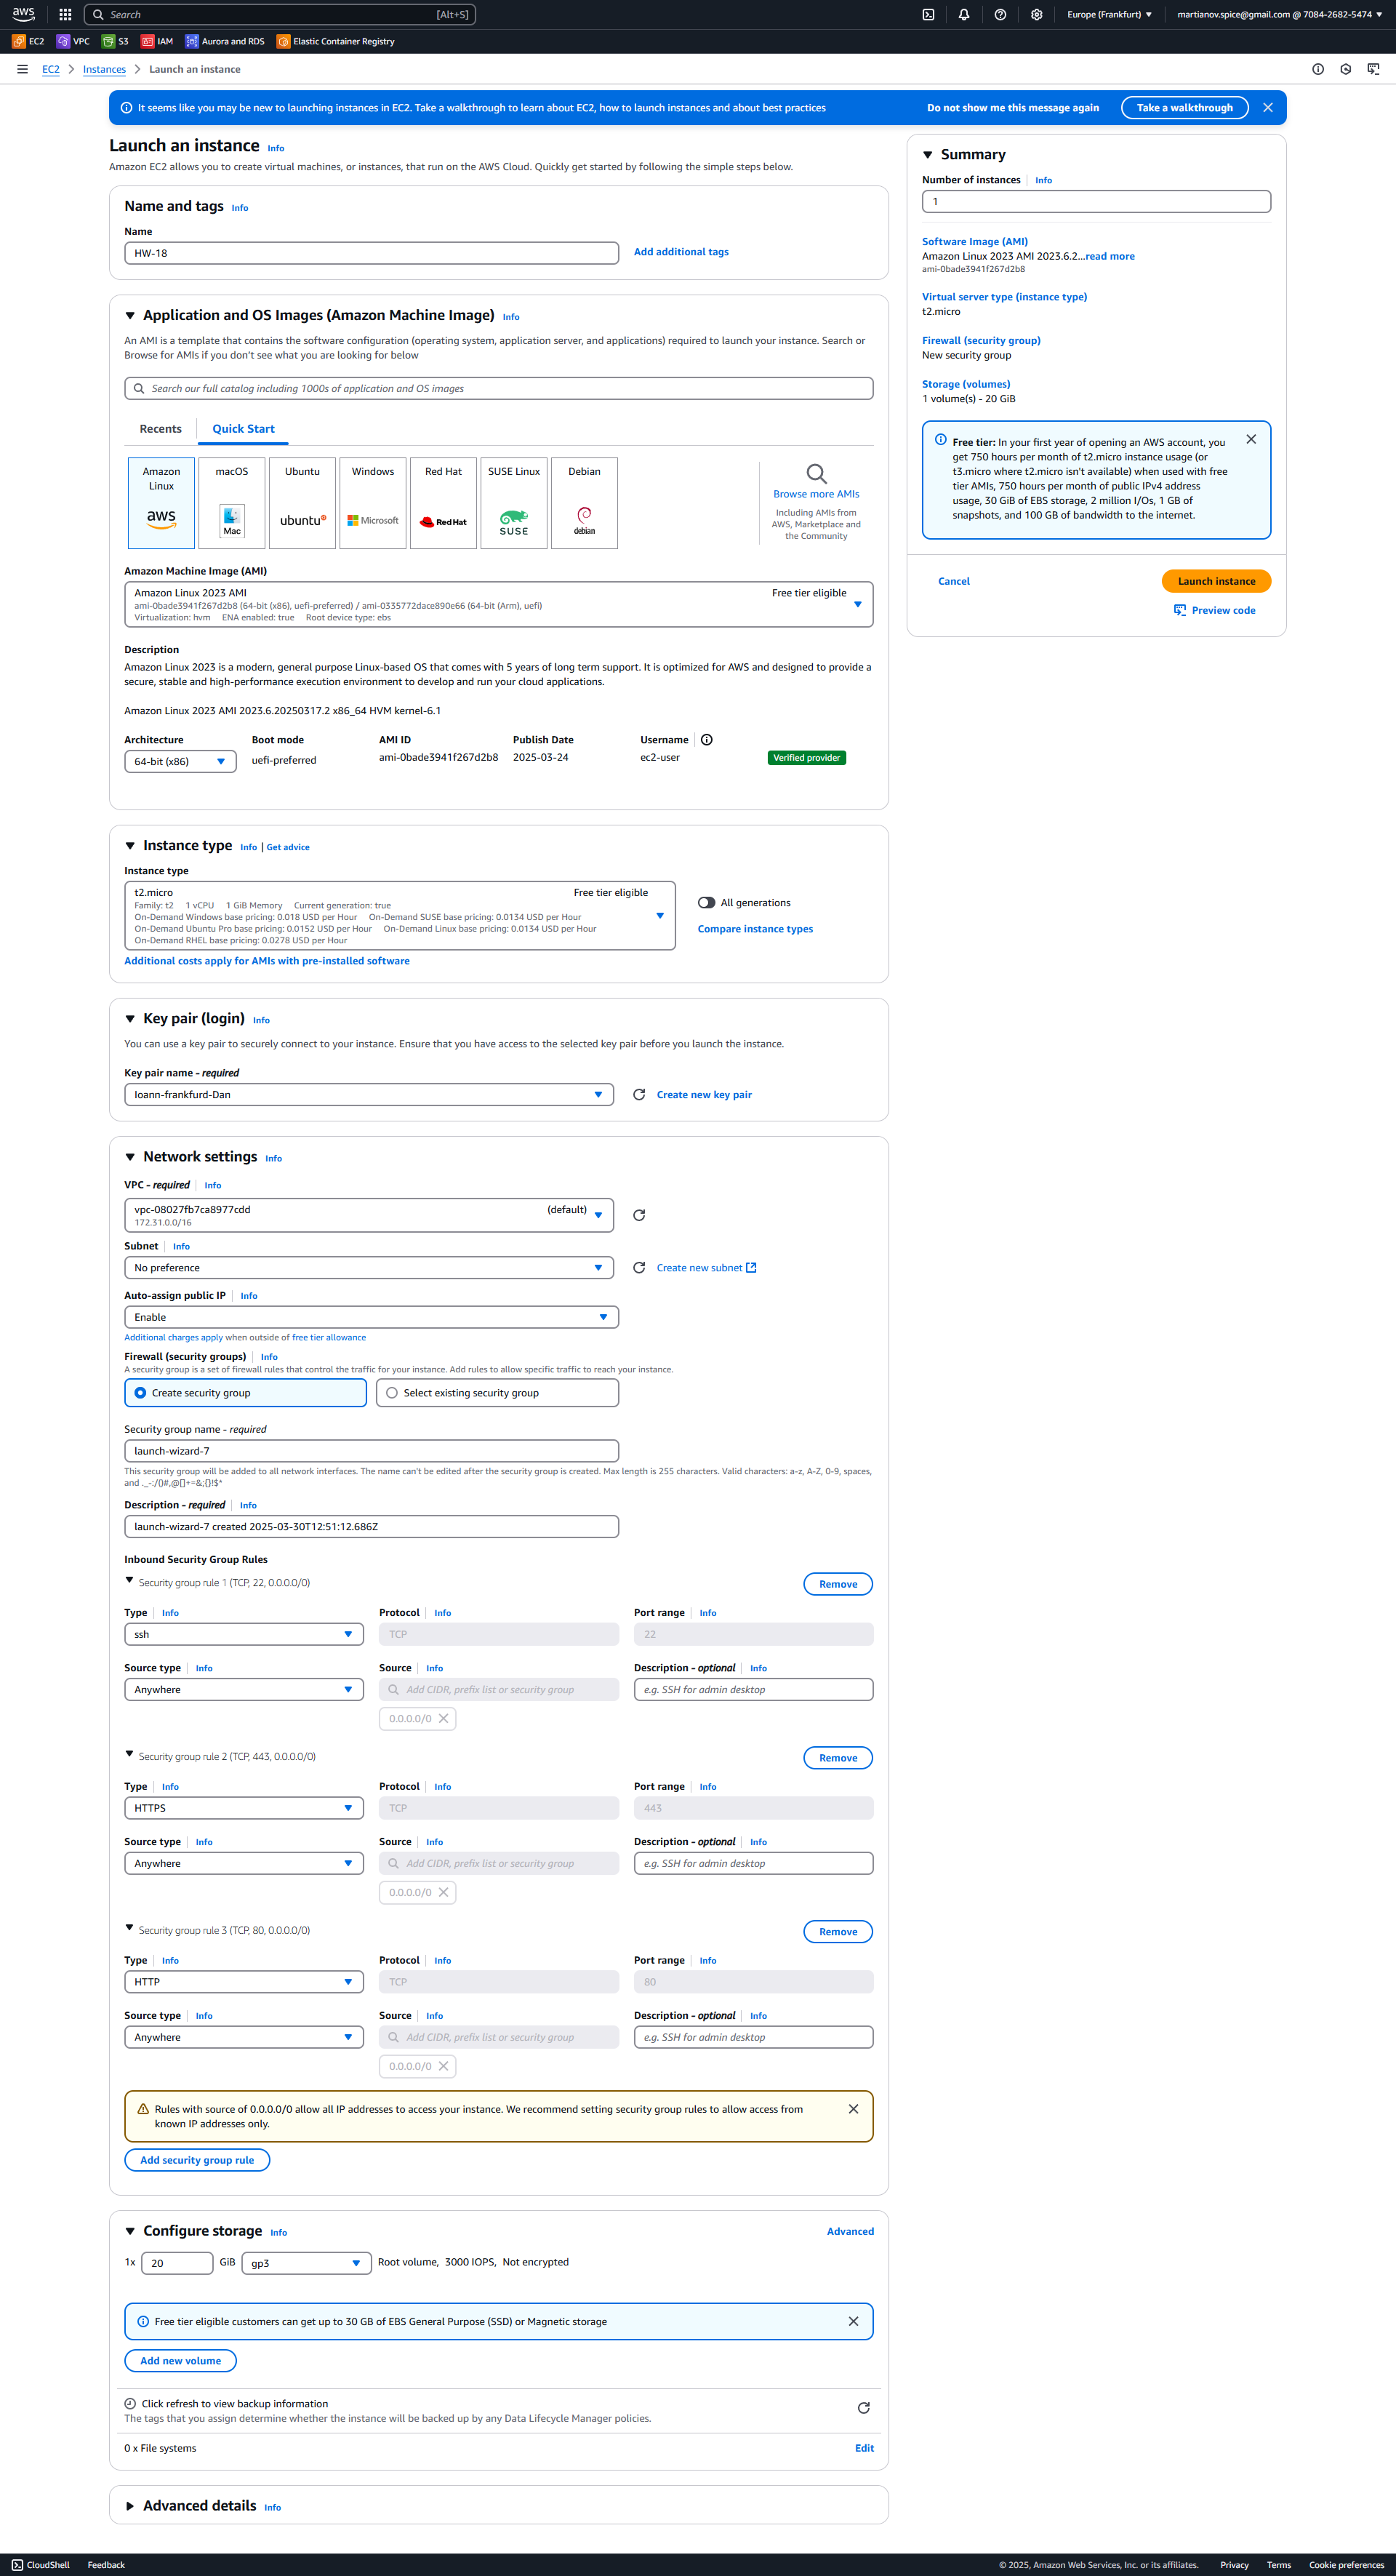 aws
Search [Alt+S]
Europe (Frankfurt) martianov.spice@gmail.com @ 7084-2682-5474
EC2 VPC S3 IAM Aurora and RDS Elastic Container Registry
EC2 Instances Launch an instance
It seems like you may be new to launching instances in EC2. Take a walkthrough to learn about EC2, how to launch instances and about best practices
Do not show me this message again Take a walkthrough
Launch an instance Info
Amazon EC2 allows you to create virtual machines, or instances, that run on the AWS Cloud. Quickly get started by following the simple steps below.
Name and tags Info
Name
HW-18 Add additional tags
Application and OS Images (Amazon Machine Image) Info
An AMI is a template that contains the software configuration (operating system, application server, and applications) required to launch your instance. Search or
Browse for AMIs if you don't see what you are looking for below
Search our full catalog including 1000s of application and OS images
Recents Quick Start
Amazon
Linux
aws
macOS
Mac
Ubuntu
ubuntu
Windows
Microsoft
Red Hat
Red Hat
SUSE Linux
SUSE
Debian
debian
Browse more AMIs
Including AMIs from
AWS, Marketplace and
the Community
Amazon Machine Image (AMI)
Amazon Linux 2023 AMI Free tier eligible
ami-0bade3941f267d2b8 (64-bit (x86), uefi-preferred) / ami-0335772dace890e66 (64-bit (Arm), uefi)
Virtualization: hvm ENA enabled: true Root device type: ebs
Description
Amazon Linux 2023 is a modern, general purpose Linux-based OS that comes with 5 years of long term support. It is optimized for AWS and designed to provide a
secure, stable and high-performance execution environment to develop and run your cloud applications.
Amazon Linux 2023 AMI 2023.6.20250317.2 x86_64 HVM kernel-6.1
Architecture Boot mode AMI ID Publish Date Username
64-bit (x86) uefi-preferred ami-0bade3941f267d2b8 2025-03-24 ec2-user Verified provider
Instance type Info | Get advice
Instance type
t2.micro Free tier eligible
Family: t2 1 vCPU 1 GiB Memory Current generation: true
On-Demand Windows base pricing: 0.018 USD per Hour On-Demand SUSE base pricing: 0.0134 USD per Hour
On-Demand Ubuntu Pro base pricing: 0.0152 USD per Hour On-Demand Linux base pricing: 0.0134 USD per Hour
On-Demand RHEL base pricing: 0.0278 USD per Hour
All generations
Compare instance types
Additional costs apply for AMIs with pre-installed software
Key pair (login) Info
You can use a key pair to securely connect to your instance. Ensure that you have access to the selected key pair before you launch the instance.
Key pair name - required
Ioann-frankfurd-Dan Create new key pair
Network settings Info
VPC - required Info
vpc-08027fb7ca8977cdd (default)
172.31.0.0/16
Subnet Info
No preference Create new subnet
Auto-assign public IP Info
Enable
Additional charges apply when outside of free tier allowance
Firewall (security groups) Info
A security group is a set of firewall rules that control the traffic for your instance. Add rules to allow specific traffic to reach your instance.
Create security group Select existing security group
Security group name - required
launch-wizard-7
This security group will be added to all network interfaces. The name can't be edited after the security group is created. Max length is 255 characters. Valid characters: a-z, A-Z, 0-9, spaces,
and ._-:/()#,@[]+=&;{}!$*
Description - required Info
launch-wizard-7 created 2025-03-30T12:51:12.686Z
Inbound Security Group Rules
Security group rule 1 (TCP, 22, 0.0.0.0/0) Remove
Type Info Protocol Info Port range Info
ssh TCP 22
Source type Info Source Info Description - optional Info
Anywhere Add CIDR, prefix list or security group e.g. SSH for admin desktop
0.0.0.0/0
Security group rule 2 (TCP, 443, 0.0.0.0/0) Remove
Type Info Protocol Info Port range Info
HTTPS TCP 443
Source type Info Source Info Description - optional Info
Anywhere Add CIDR, prefix list or security group e.g. SSH for admin desktop
0.0.0.0/0
Security group rule 3 (TCP, 80, 0.0.0.0/0) Remove
Type Info Protocol Info Port range Info
HTTP TCP 80
Source type Info Source Info Description - optional Info
Anywhere Add CIDR, prefix list or security group e.g. SSH for admin desktop
0.0.0.0/0
Rules with source of 0.0.0.0/0 allow all IP addresses to access your instance. We recommend setting security group rules to allow access from
known IP addresses only.
Add security group rule
Configure storage Info Advanced
1x 20 GiB gp3 Root volume, 3000 IOPS, Not encrypted
Free tier eligible customers can get up to 30 GB of EBS General Purpose (SSD) or Magnetic storage
Add new volume
Click refresh to view backup information
The tags that you assign determine whether the instance will be backed up by any Data Lifecycle Manager policies.
0 x File systems Edit
Advanced details Info
Summary
Number of instances Info
1
Software Image (AMI)
Amazon Linux 2023 AMI 2023.6.2...read more
ami-0bade3941f267d2b8
Virtual server type (instance type)
t2.micro
Firewall (security group)
New security group
Storage (volumes)
1 volume(s) - 20 GiB
Free tier: In your first year of opening an AWS account, you
get 750 hours per month of t2.micro instance usage (or
t3.micro where t2.micro isn't available) when used with free
tier AMIs, 750 hours per month of public IPv4 address
usage, 30 GiB of EBS storage, 2 million I/Os, 1 GB of
snapshots, and 100 GB of bandwidth to the internet.
Cancel Launch instance
Preview code
CloudShell Feedback © 2025, Amazon Web Services, Inc. or its affiliates. Privacy Terms Cookie preferences